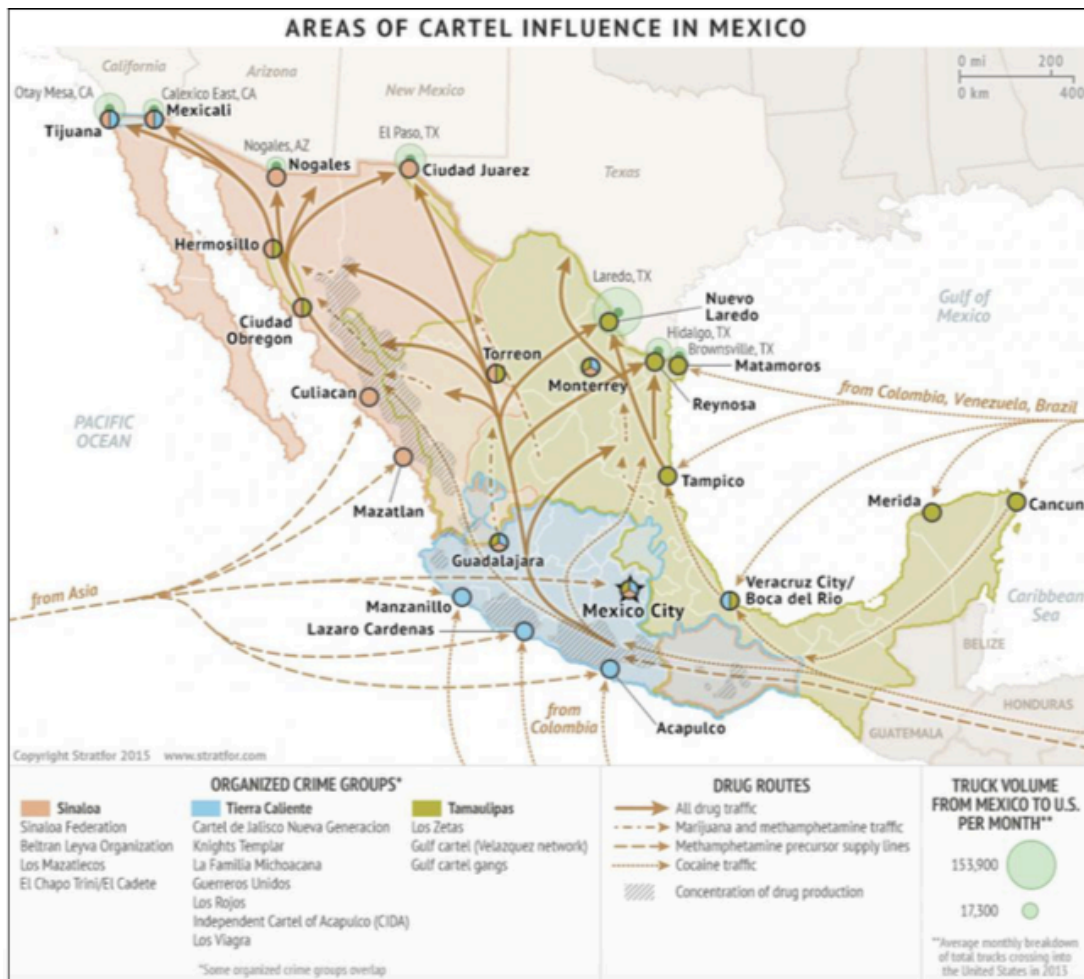 AREAS OF CARTEL INFLUENCE IN MEXICO
California
Arizona
New Mexico
Texas
0 mi 200
0 km 400
Otay Mesa, CA
Calexico East, CA
Mexicali
Tijuana
Nogales, AZ
Nogales
El Paso, TX
Ciudad Juarez
Hermosillo
Laredo, TX
Nuevo
Laredo
Gulf of
Mexico
Ciudad
Obregon
Hidalgo, TX
Brownsville, TX
Torreon
Monterrey
Matamoros
Culiacan
Reynosa
from Colombia, Venezuela, Brazil
PACIFIC
OCEAN
Tampico
Mazatlan
Merida
Cancun
Guadalajara
from Asia
Manzanillo
Mexico City
Veracruz City/
Boca del Rio
Caribbean
Sea
Lazaro Cardenas
BELIZE
from
Colombia
Acapulco
HONDURAS
GUATEMALA
Copyright Stratfor 2015 www.stratfor.com
ORGANIZED CRIME GROUPS*
Sinaloa
Sinaloa Federation
Beltran Leyva Organization
Los Mazatlecos
El Chapo Trini/El Cadete
Tierra Caliente
Cartel de Jalisco Nueva Generacion
Knights Templar
La Familia Michoacana
Guerreros Unidos
Los Rojos
Independent Cartel of Acapulco (CIDA)
Los Viagra
Tamaulipas
Los Zetas
Gulf cartel (Velazquez network)
Gulf cartel gangs
*Some organized crime groups overlap
DRUG ROUTES
All drug traffic
Marijuana and methamphetamine traffic
Methamphetamine precursor supply lines
Cocaine traffic
Concentration of drug production
TRUCK VOLUME
FROM MEXICO TO U.S.
PER MONTH**
153,900
17,300
**Average monthly breakdown
of total trucks crossing into
the United States in 2013